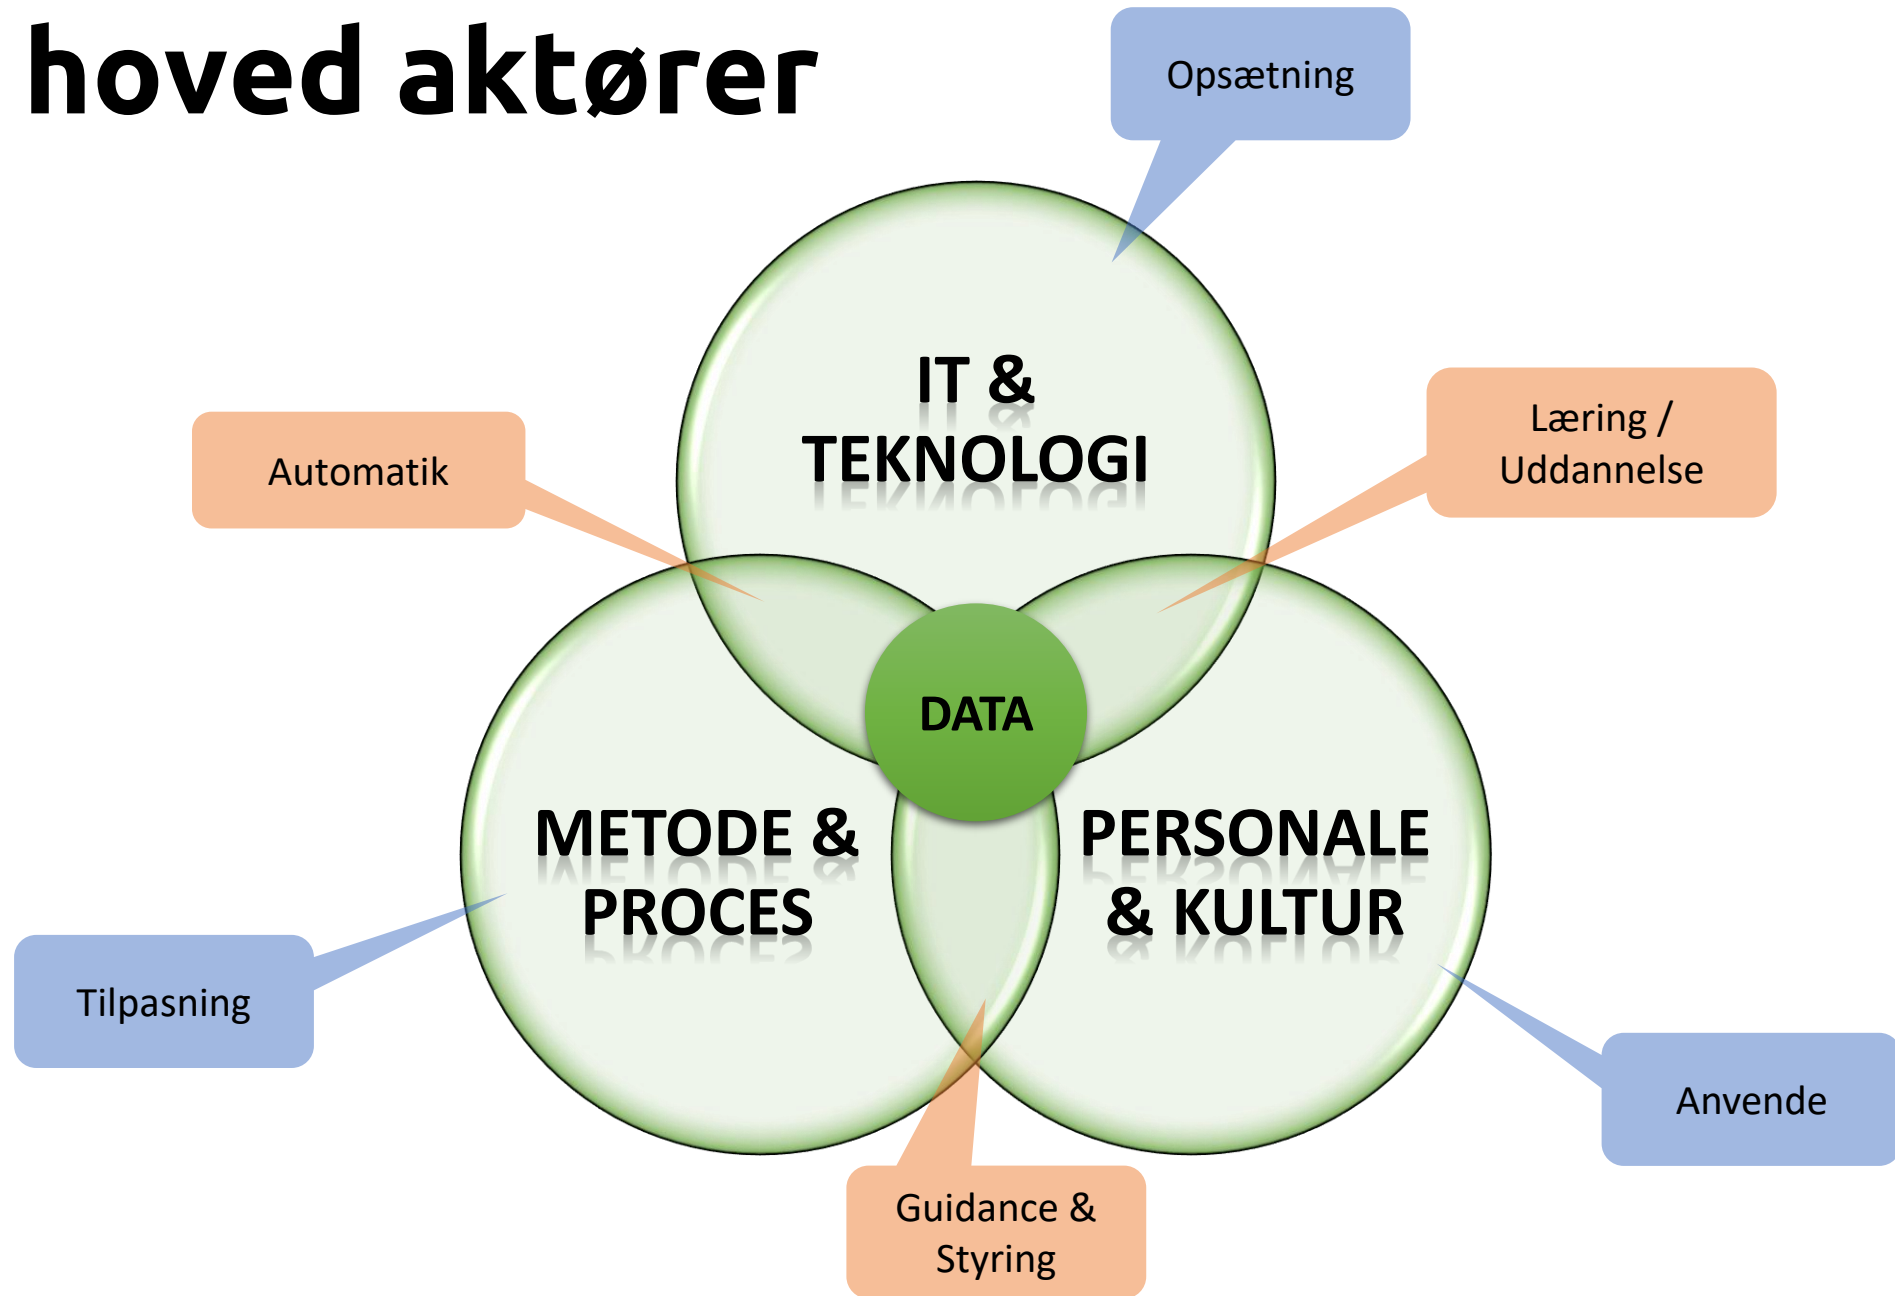 hoved aktører
Opsætning
IT &
TEKNOLOGI
Automatik
Læring /
Uddannelse
DATA
METODE &
PROCES
PERSONALE
& KULTUR
Tilpasning
Anvende
Guidance &
Styring